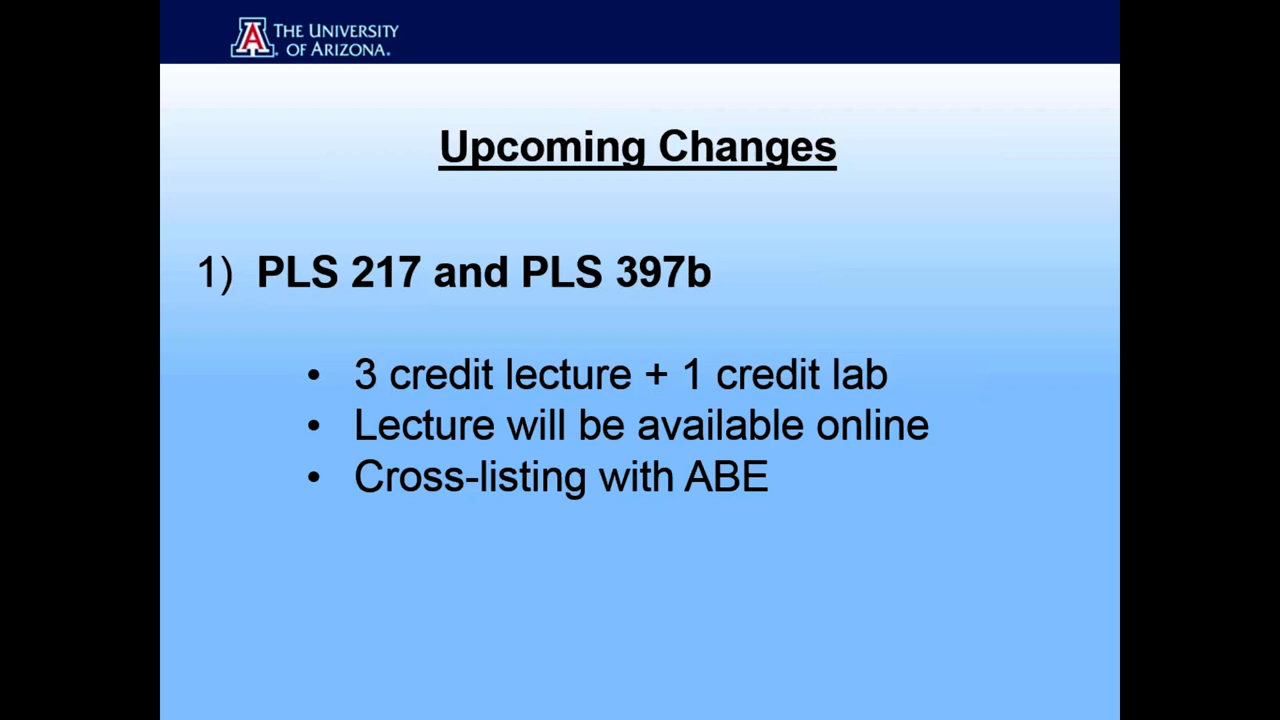 THE UNIVERSITY
OF ARIZONA.
Upcoming Changes
1) PLS 217 and PLS 397b
• 3 credit lecture + 1 credit lab
• Lecture will be available online
• Cross-listing with ABE